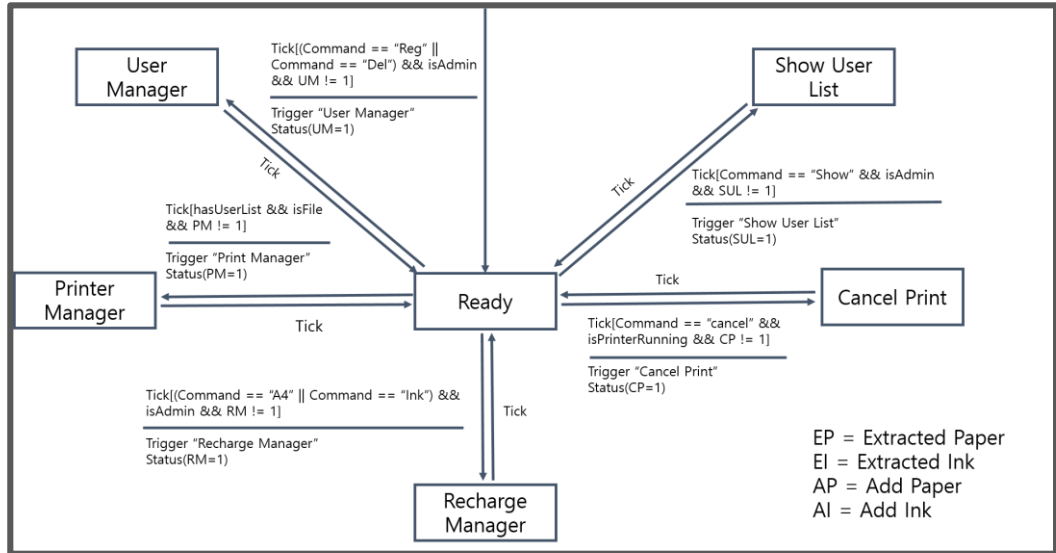 User
Manager
Tick[(Command == “Reg” ||
Command == “Del”) && isAdmin
&& UM != 1]
Trigger “User Manager”
Status(UM=1)
Tick
Show User
List
Tick
Tick[Command == “Show” && isAdmin
&& SUL != 1]
Trigger “Show User List”
Status(SUL=1)
Tick[hasUserList && isFile
&& PM != 1]
Trigger “Print Manager”
Status(PM=1)
Printer
Manager
Tick
Ready
Tick
Cancel Print
Tick[Command == “cancel” &&
isPrinterRunning && CP != 1]
Trigger “Cancel Print”
Status(CP=1)
Tick[(Command == “A4” || Command == “Ink”) &&
isAdmin && RM != 1]
Trigger “Recharge Manager”
Status(RM=1)
Tick
Recharge
Manager
EP = Extracted Paper
EI = Extracted Ink
AP = Add Paper
AI = Add Ink